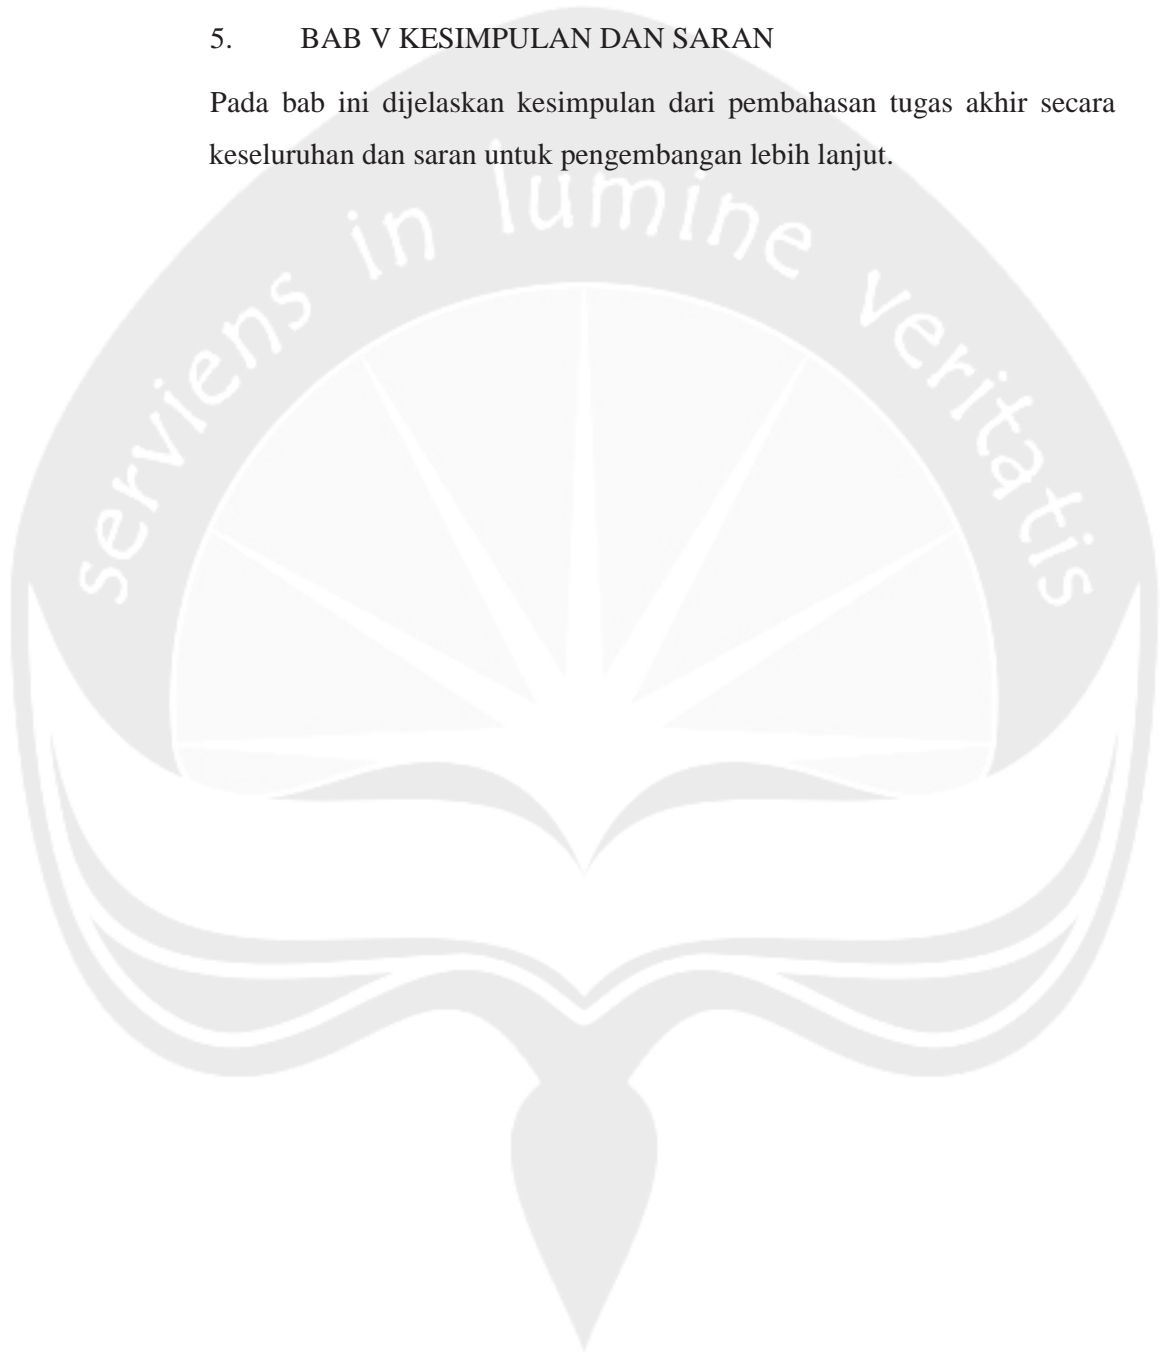 5. BAB V KESIMPULAN DAN SARAN
Pada bab ini dijelaskan kesimpulan dari pembahasan tugas akhir secara
keseluruhan dan saran untuk pengembangan lebih lanjut.
serviens in lumine veritatis